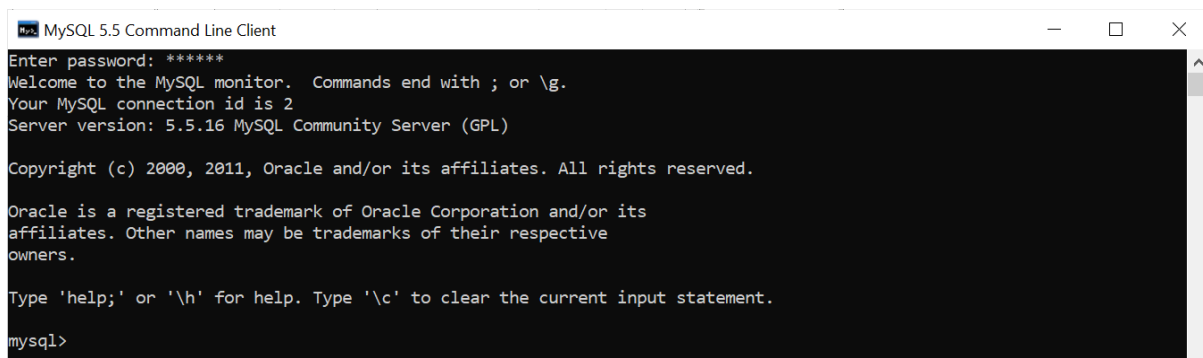 MySQL 5.5 Command Line Client
Enter password: ******
Welcome to the MySQL monitor.  Commands end with ; or \g.
Your MySQL connection id is 2
Server version: 5.5.16 MySQL Community Server (GPL)
Copyright (c) 2000, 2011, Oracle and/or its affiliates. All rights reserved.
Oracle is a registered trademark of Oracle Corporation and/or its
affiliates. Other names may be trademarks of their respective
owners.
Type 'help;' or '\h' for help. Type '\c' to clear the current input statement.
mysql>